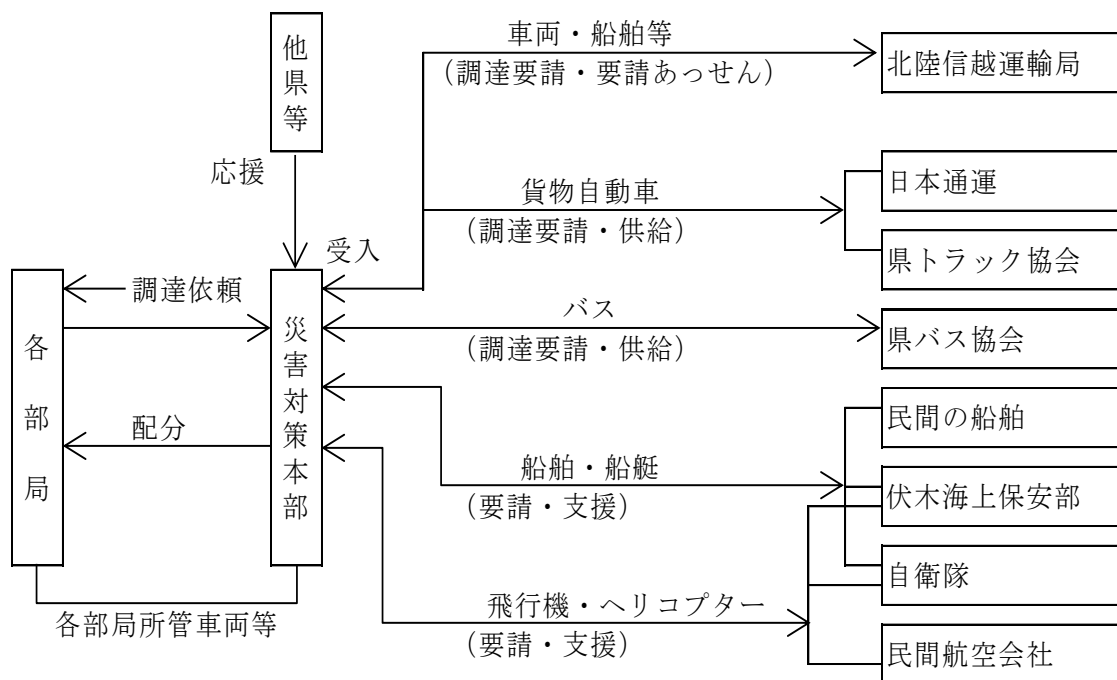 他県等
応援
車両・船舶等
(調達要請・要請あっせん)
北陸信越運輸局
貨物自動車
(調達要請・供給)
日本通運
県トラック協会
受入
調達依頼
各部局
災害対策本部
バス
(調達要請・供給)
県バス協会
配分
船舶・船艇
(要請・支援)
民間の船舶
伏木海上保安部
自衛隊
飛行機・ヘリコプター
(要請・支援)
民間航空会社
各部局所管車両等